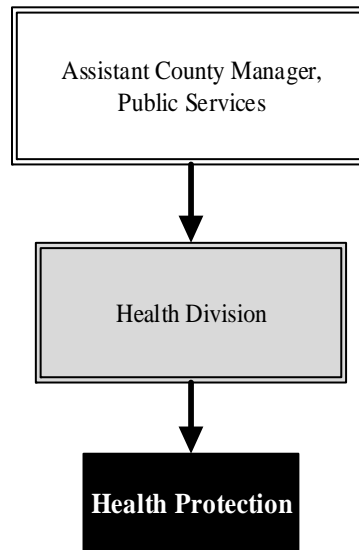 Assistant County Manager,
Public Services
Health Division
Health Protection